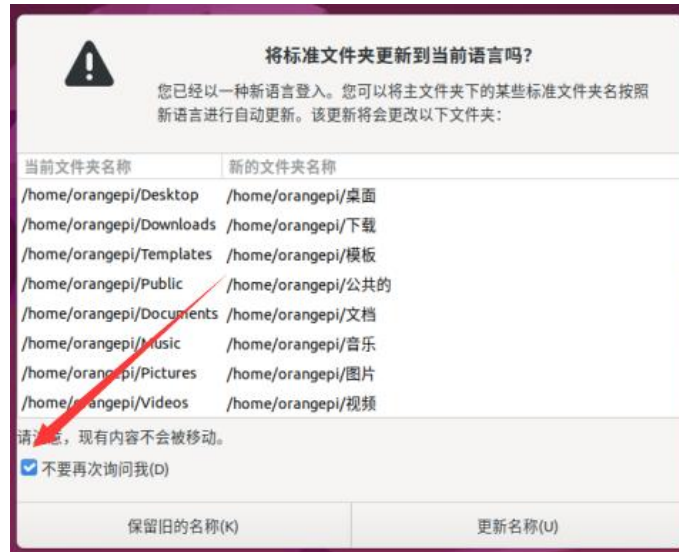 将标准文件夹更新到当前语言吗?
您已经以一种新语言登入。您可以将主文件夹下的某些标准文件夹名按照
新语言进行自动更新。该更新将会更改以下文件夹:
当前文件夹名称 新的文件夹名称
/home/orangepi/Desktop /home/orangepi/桌面
/home/orangepi/Downloads /home/orangepi/下载
/home/orangepi/Templates /home/orangepi/模板
/home/orangepi/Public /home/orangepi/公共的
/home/orangepi/Documents /home/orangepi/文档
/home/orangepi/Music /home/orangepi/音乐
/home/orangepi/Pictures /home/orangepi/图片
/home/orangepi/Videos /home/orangepi/视频
请注意，现有内容不会被移动。
不要再次询问我(D)
保留旧的名称(K) 更新名称(U)